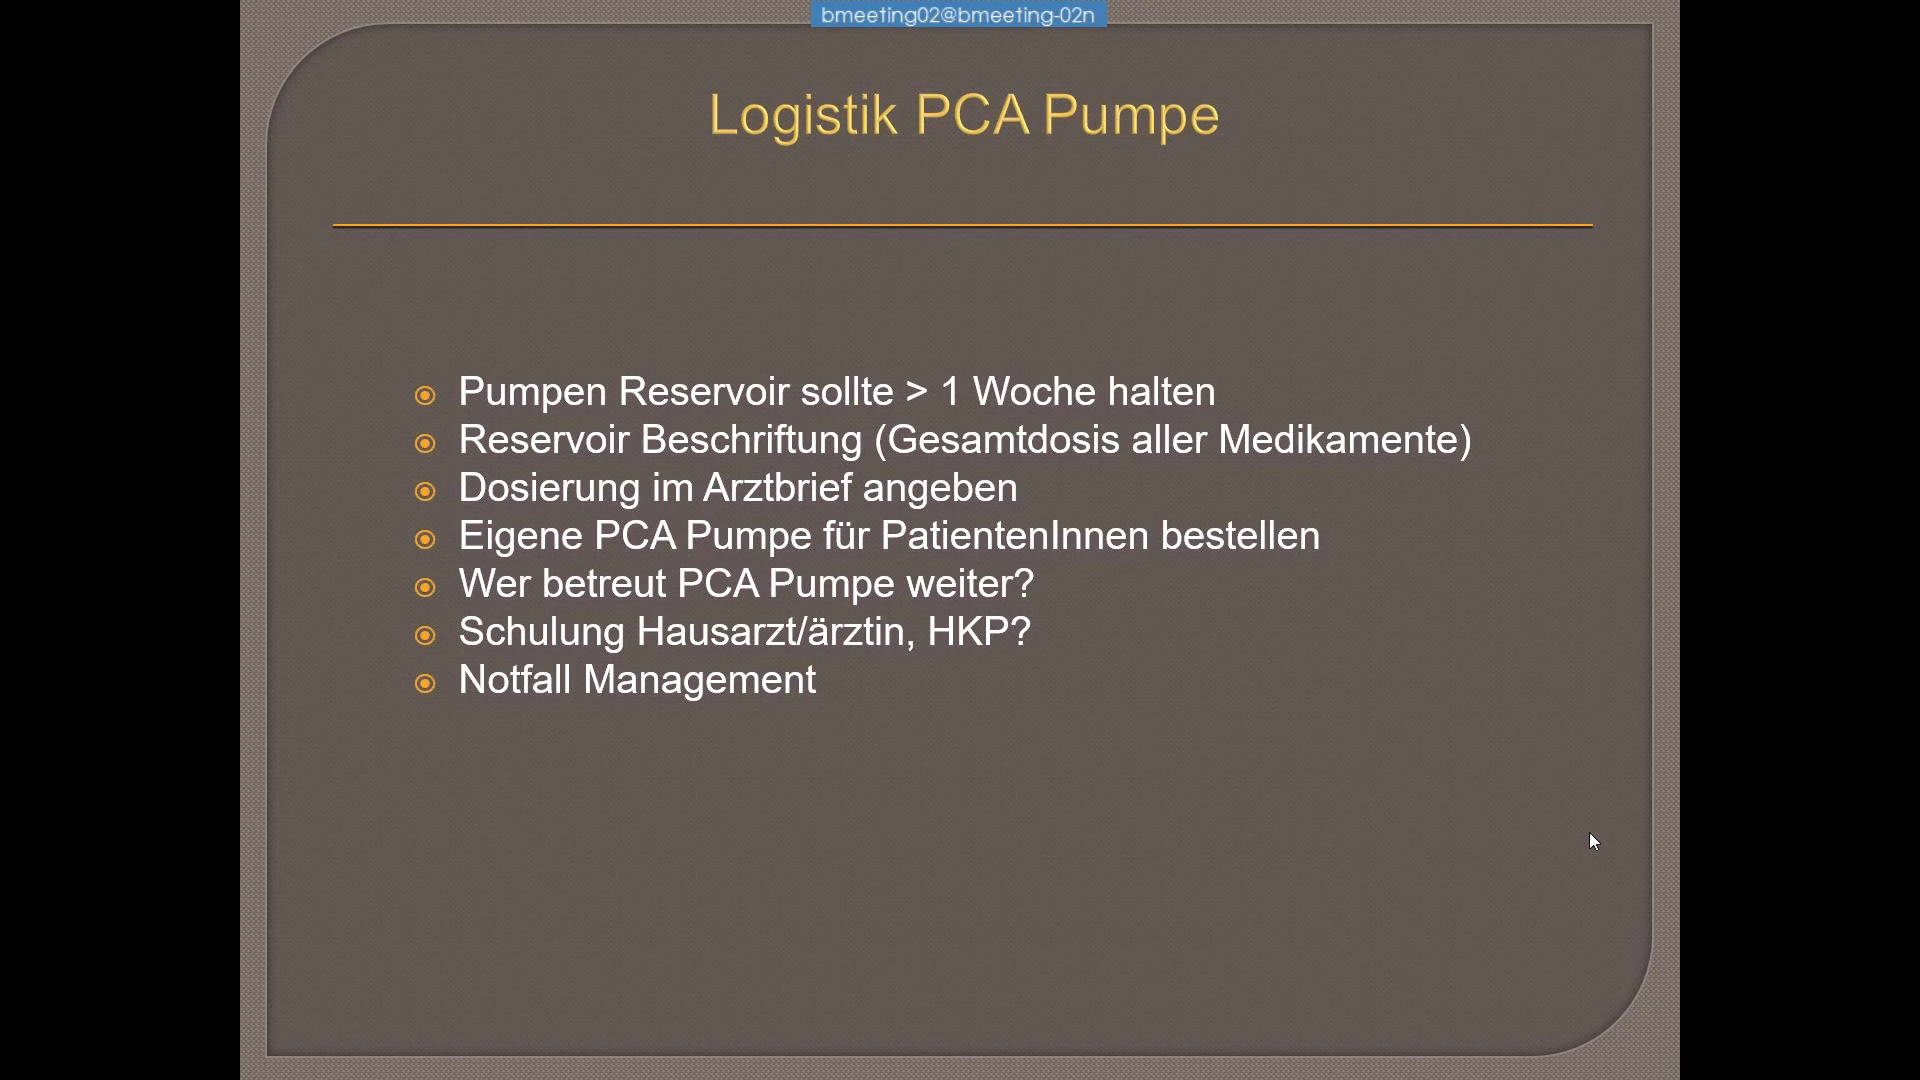 bmeeting02@bmeeting-02n
Logistik PCA Pumpe
Pumpen Reservoir sollte > 1 Woche halten
Reservoir Beschriftung (Gesamtdosis aller Medikamente)
Dosierung im Arztbrief angeben
Eigene PCA Pumpe für PatientenInnen bestellen
Wer betreut PCA Pumpe weiter?
Schulung Hausarzt/ärztin, HKP?
Notfall Management